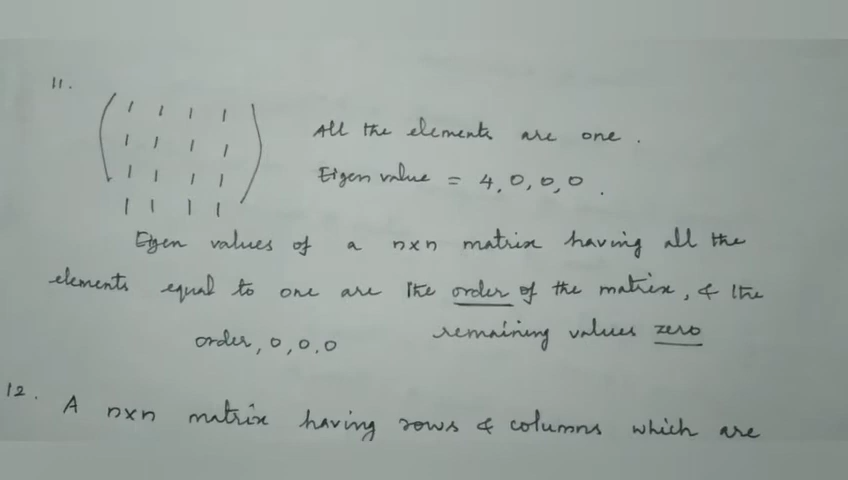 11.
1 1 1 1
1 1 1 1
1 1 1 1
1 1 1 1
All the elements are one.
Eigen value = 4, 0, 0, 0.
Eigen values of a nxn matrix having all the
elements equal to one are the order of the matrix, & the
order, 0, 0, 0 remaining values zero
12. A nxn matrix having rows & columns which are